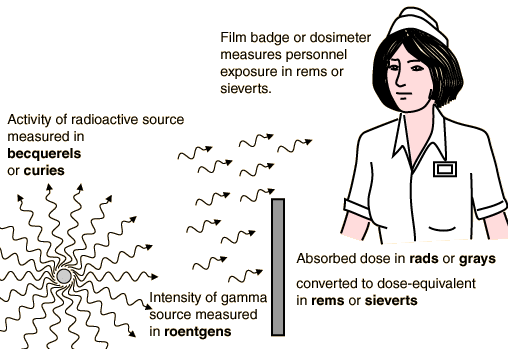 Film badge or dosimeter
measures personnel
exposure in rems or
sieverts.
Activity of radioactive source
measured in
becquerels
or curies
Absorbed dose in rads or grays
converted to dose-equivalent
in rems or sieverts
Intensity of gamma
source measured
in roentgens